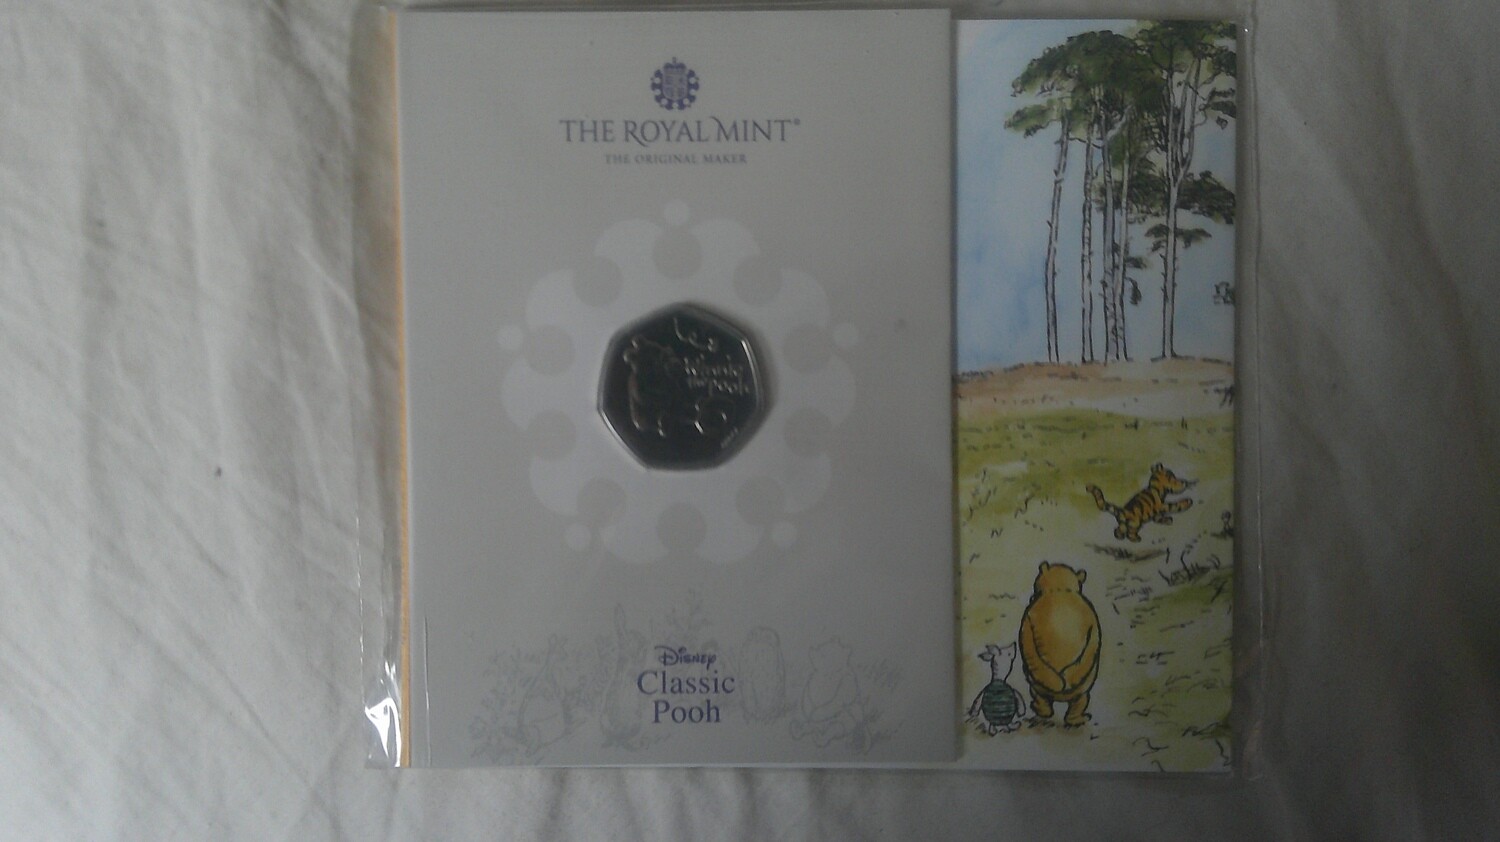 THE ROYAL MINT®
THE ORIGINAL MAKER
Winnie
the Pooh
Disney
Classic
Pooh